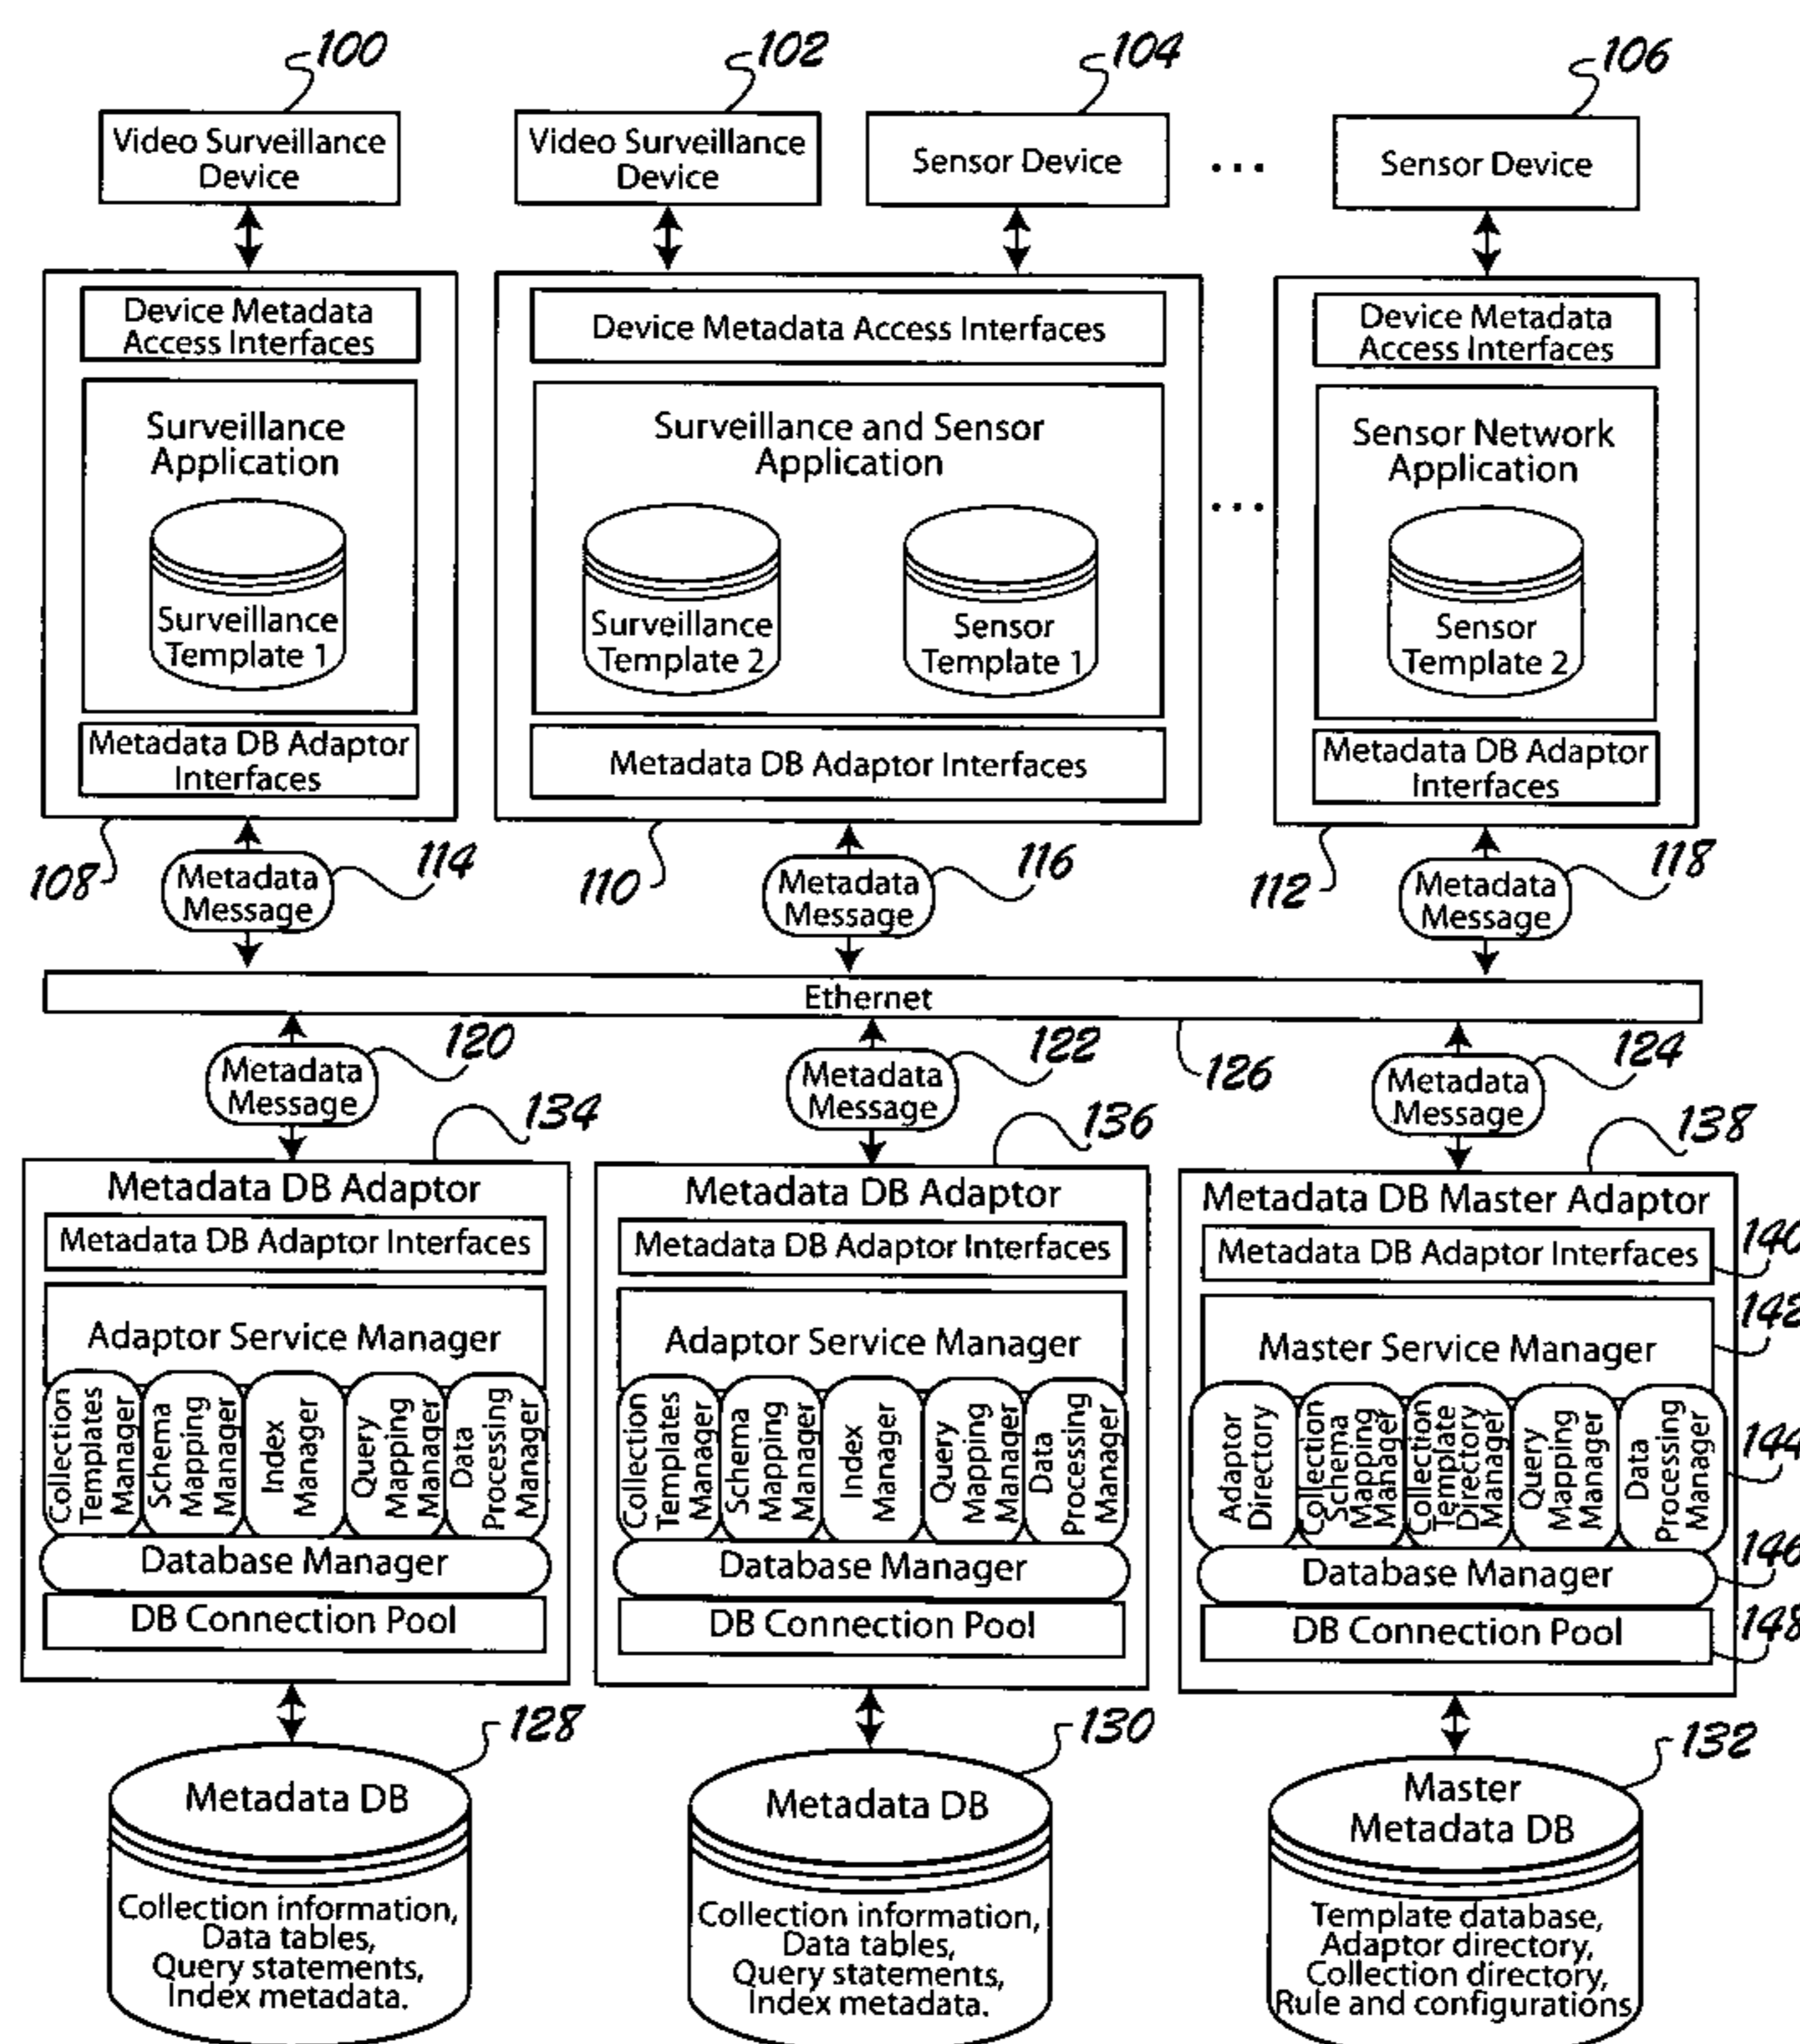 100
102
104
106
Video Surveillance
Device
Video Surveillance
Device
Sensor Device
...
Sensor Device
Device Metadata
Access Interfaces
Surveillance
Application
Surveillance
Template 1
Metadata DB Adaptor
Interfaces
Device Metadata Access Interfaces
Surveillance and Sensor
Application
Surveillance
Template 2
Sensor
Template 1
Metadata DB Adaptor Interfaces
...
Device Metadata
Access Interfaces
Sensor Network
Application
Sensor
Template 2
Metadata DB Adaptor
Interfaces
108
Metadata
Message
114
110
Metadata
Message
116
112
Metadata
Message
118
Ethernet
Metadata
Message
120
Metadata
Message
122
126
Metadata
Message
124
134
136
138
Metadata DB Adaptor
Metadata DB Adaptor Interfaces
Adaptor Service Manager
Collection
Templates
Manager
Schema
Mapping
Manager
Index
Manager
Query
Mapping
Manager
Data
Processing
Manager
Database Manager
DB Connection Pool
Metadata DB Adaptor
Metadata DB Adaptor Interfaces
Adaptor Service Manager
Collection
Templates
Manager
Schema
Mapping
Manager
Index
Manager
Query
Mapping
Manager
Data
Processing
Manager
Database Manager
DB Connection Pool
Metadata DB Master Adaptor
Metadata DB Adaptor Interfaces
140
Master Service Manager
142
Adaptor
Directory
Collection
Schema
Mapping
Manager
Collection
Template
Directory
Manager
Query
Mapping
Manager
Data
Processing
Manager
144
Database Manager
146
DB Connection Pool
148
128
Metadata DB
Collection information,
Data tables,
Query statements,
Index metadata.
130
Metadata DB
Collection information,
Data tables,
Query statements,
Index metadata.
132
Master
Metadata DB
Template database,
Adaptor directory,
Collection directory,
Rule and configurations